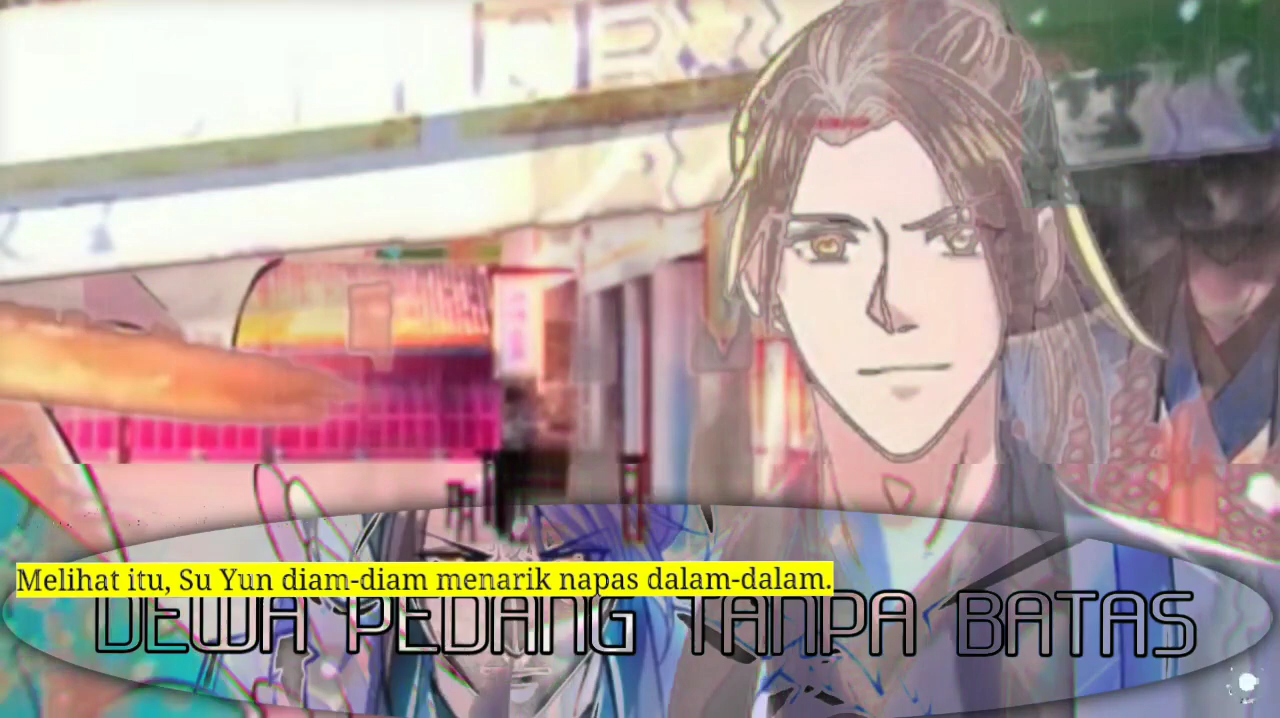 Melihat itu, Su Yun diam-diam menarik napas dalam-dalam.
DEWA PEDANG TANPA BATAS